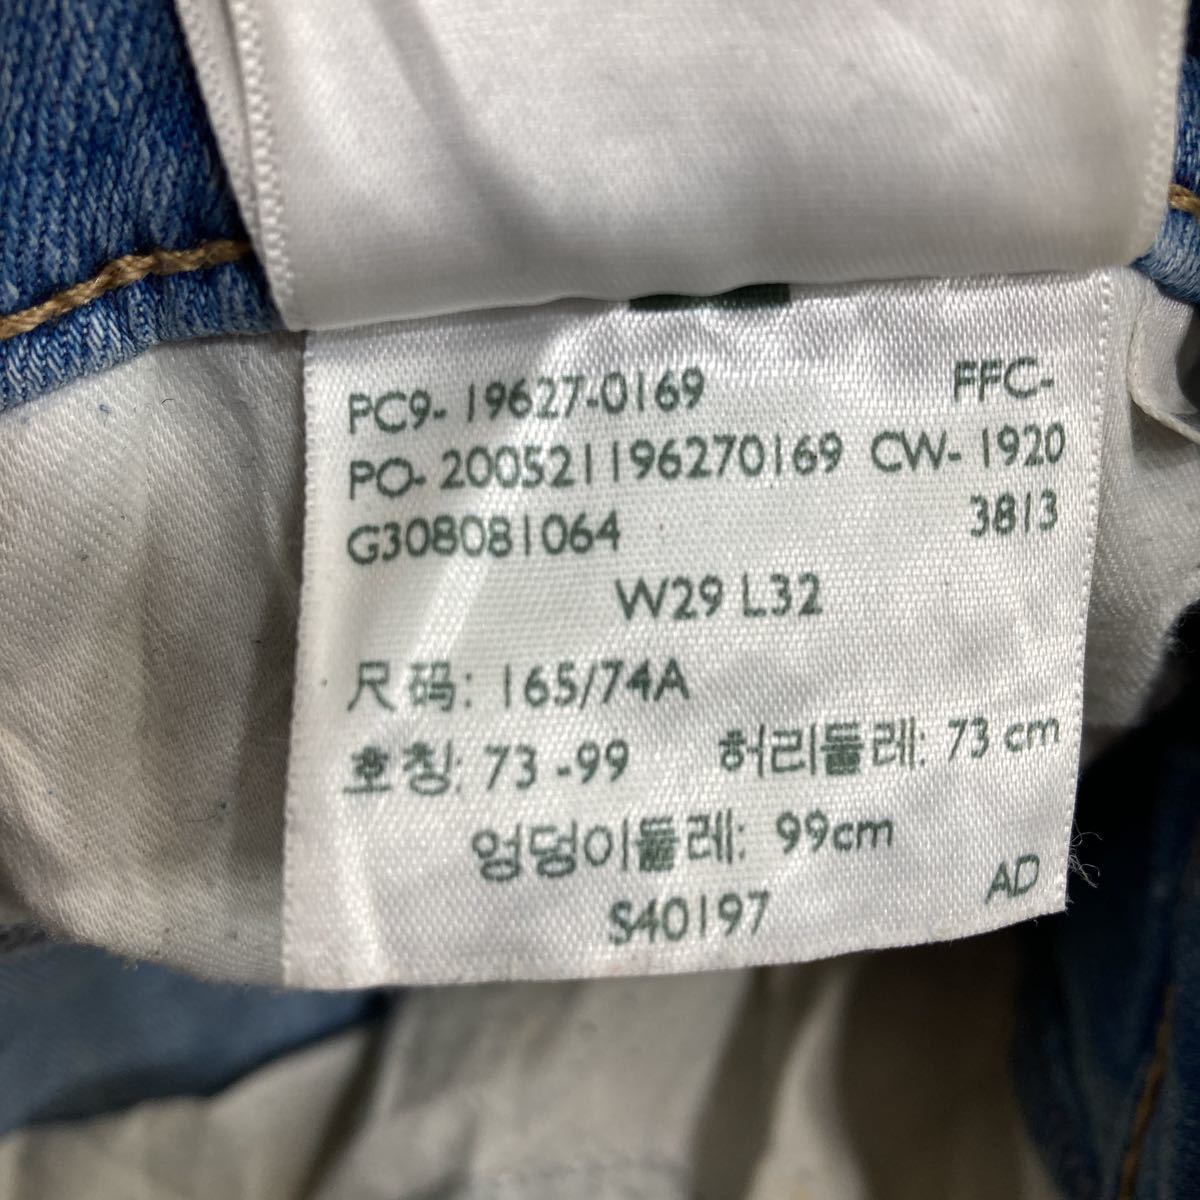 PC9- 19627-0169 FFC-
PO- 200521196270169 CW- 1920
G308081064 3813
W29 L32
尺码: 165/74A
호칭: 73 -99 허리둘레: 73 cm
엉덩이둘레: 99cm
S40197 AD